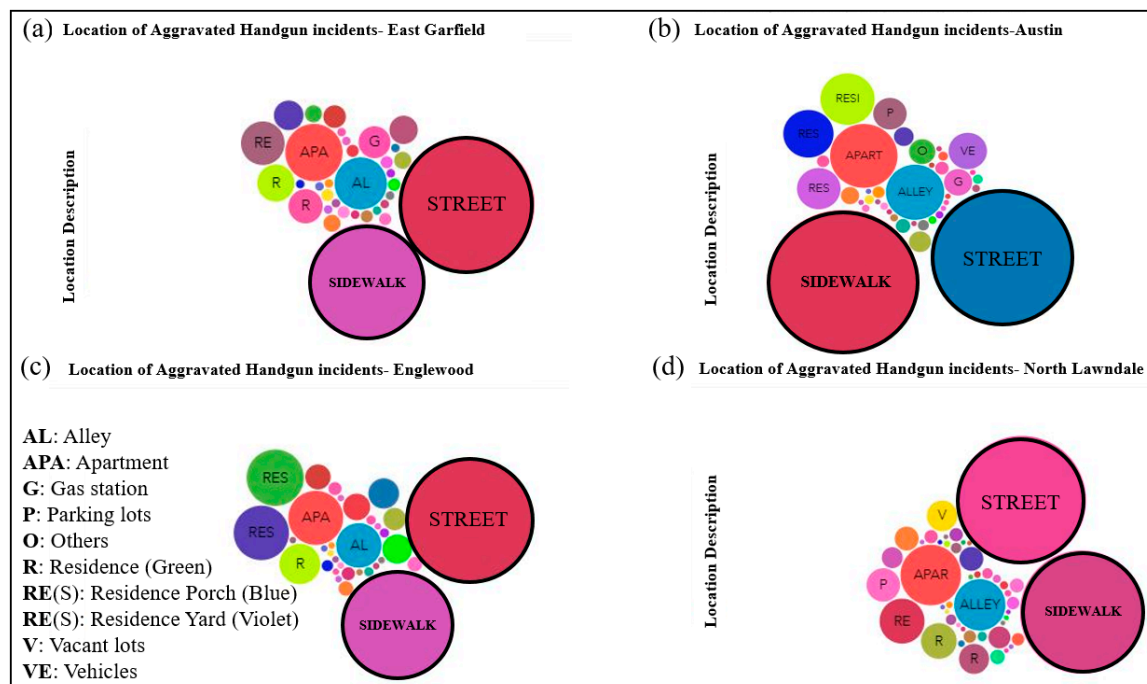 (a) Location of Aggravated Handgun incidents- East Garfield
Location Description
RE
APA
G
R
AL
R
STREET
SIDEWALK
(b) Location of Aggravated Handgun incidents-Austin
Location Description
RESI
P
RES
APART
O
VE
RES
ALLEY
G
SIDEWALK
STREET
(c) Location of Aggravated Handgun incidents- Englewood
AL: Alley
APA: Apartment
G: Gas station
P: Parking lots
O: Others
R: Residence (Green)
RE(S): Residence Porch (Blue)
RE(S): Residence Yard (Violet)
V: Vacant lots
VE: Vehicles
RES
RES
APA
AL
R
STREET
SIDEWALK
(d) Location of Aggravated Handgun incidents- North Lawndale
Location Description
STREET
V
APAR
P
ALLEY
RE
R
R
SIDEWALK